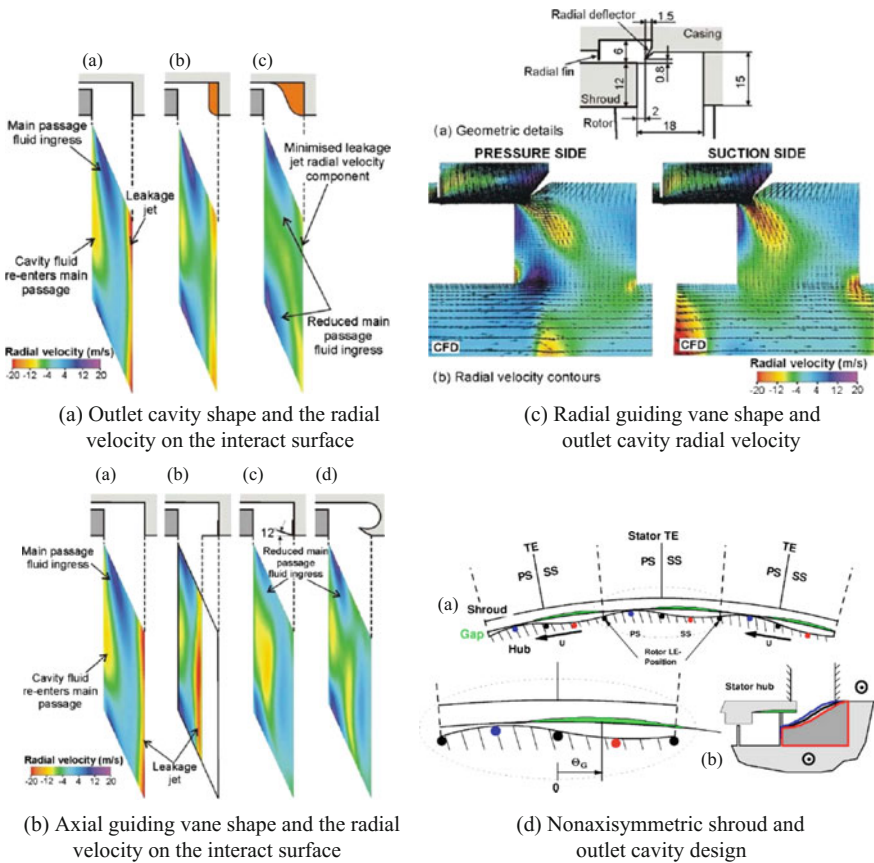 (a)
(b)
(c)
Main passage
fluid ingress
Minimised leakage
jet radial velocity
component
Leakage
jet
Cavity fluid
re-enters main
passage
Reduced main
passage
fluid ingress
Radial velocity (m/s)
-20 -12 -4 4 12 20
(a) Outlet cavity shape and the radial
velocity on the interact surface
1.5
Radial deflector
Casing
6
Radial fin
0.8
12
15
Shroud
Rotor
2
18
(a) Geometric details
PRESSURE SIDE
SUCTION SIDE
CFD
CFD
Radial velocity (m/s)
-20 -12 -4 4 12 20
(b) Radial velocity contours
(c) Radial guiding vane shape and
outlet cavity radial velocity
(a)
(b)
(c)
(d)
12
Main passage
fluid ingress
Reduced main
passage
fluid ingress
Cavity fluid
re-enters main
passage
Radial velocity (m/s)
-20 -12 -4 4 12 20
Leakage
jet
(b) Axial guiding vane shape and the radial
velocity on the interact surface
Stator TE
TE
TE
PS SS
PS SS
PS SS
(a)
Shroud
Gap
Hub
U
PS
SS
U
Rotor LE-
Position
Stator hub
(b)
ΘG
0
(d) Nonaxisymmetric shroud and
outlet cavity design